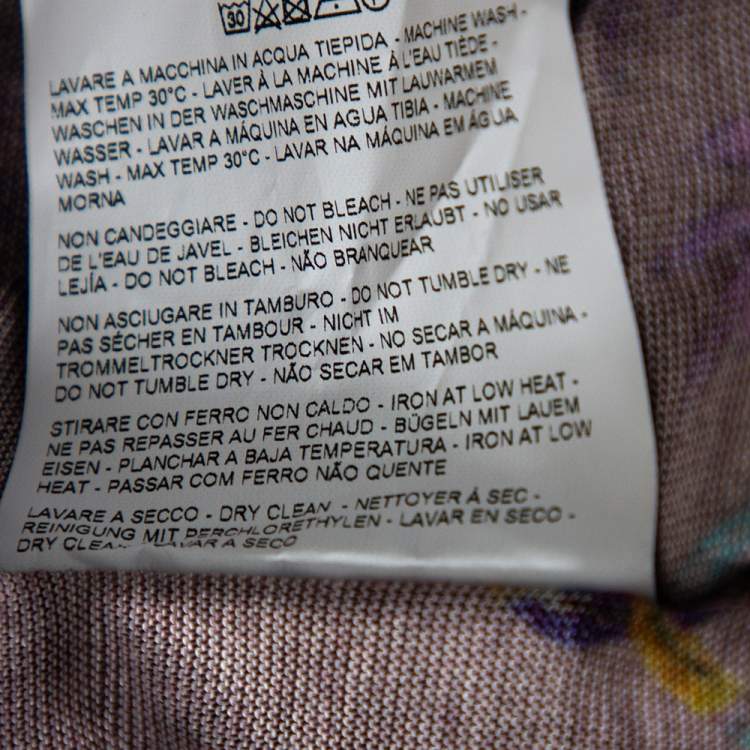 30
LAVARE A MACCHINA IN ACQUA TIEPIDA - MACHINE WASH -
MAX TEMP 30°C - LAVER À LA MACHINE À L'EAU TIÈDE -
WASCHEN IN DER WASCHMASCHINE MIT LAUWARMEM
WASSER - LAVAR A MÁQUINA EN AGUA TIBIA - MACHINE
WASH - MAX TEMP 30°C - LAVAR NA MÁQUINA EM ÁGUA
MORNA
NON CANDEGGIARE - DO NOT BLEACH - NE PAS UTILISER
DE L'EAU DE JAVEL - BLEICHEN NICHT ERLAUBT - NO USAR
LEJÍA - DO NOT BLEACH - NÃO BRANQUEAR
NON ASCIUGARE IN TAMBURO - DO NOT TUMBLE DRY - NE
PAS SÉCHER EN TAMBOUR - NICHT IM
TROMMELTROCKNER TROCKNEN - NO SECAR A MÁQUINA -
DO NOT TUMBLE DRY - NÃO SECAR EM TAMBOR
STIRARE CON FERRO NON CALDO - IRON AT LOW HEAT -
NE PAS REPASSER AU FER CHAUD - BÜGELN MIT LAUEM
EISEN - PLANCHAR A BAJA TEMPERATURA - IRON AT LOW
HEAT - PASSAR COM FERRO NÃO QUENTE
LAVARE A SECCO - DRY CLEAN - NETTOYER Á SEC -
REINIGUNG MIT PERCHLORETHYLEN - LAVAR EN SECO -
DRY CLEAN - LAVAR A SECO